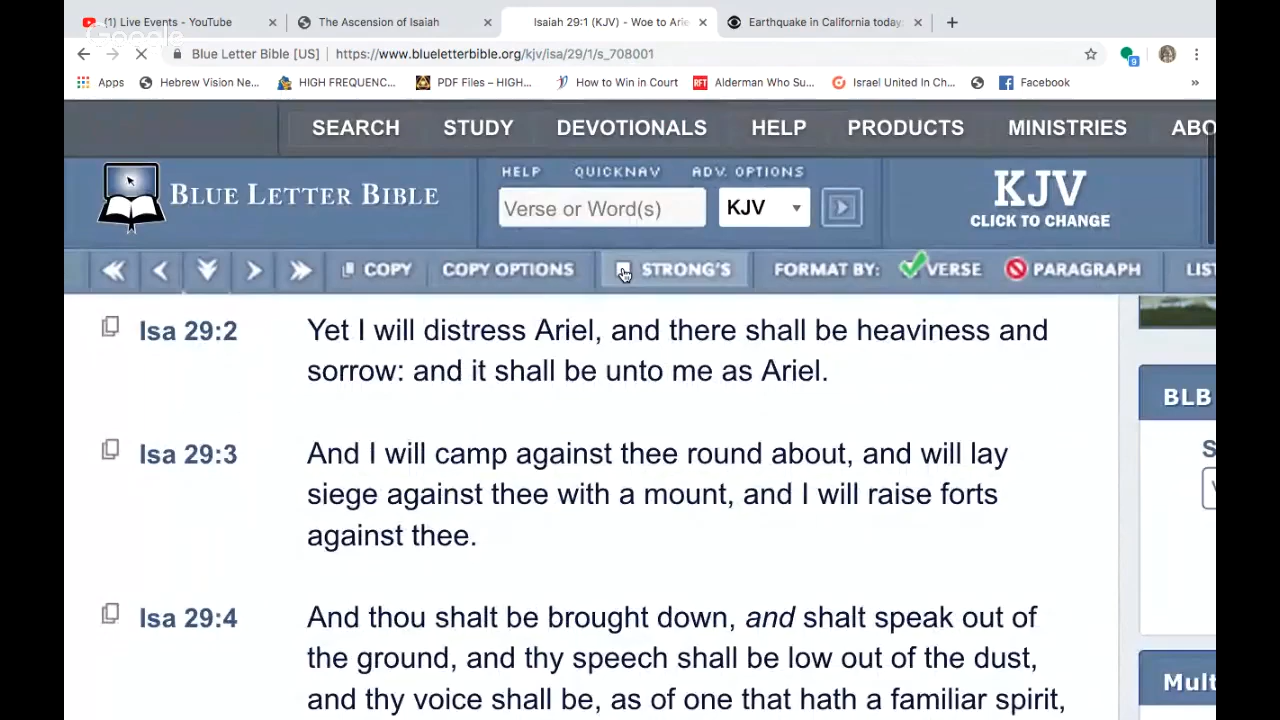 (1) Live Events - YouTube
The Ascension of Isaiah
Isaiah 29:1 (KJV) - Woe to Arie
Earthquake in California today:
Google
Blue Letter Bible [US]
https://www.blueletterbible.org/kjv/isa/29/1/s_708001
9
Apps
Hebrew Vision Ne...
HIGH FREQUENC...
PDF Files – HIGH...
How to Win in Court
RFT
Alderman Who Su...
Israel United In Ch...
Facebook
»
SEARCH STUDY DEVOTIONALS HELP PRODUCTS MINISTRIES ABO
BLUE LETTER BIBLE
HELP QUICKNAV ADV. OPTIONS
Verse or Word(s)
KJV
KJV
CLICK TO CHANGE
COPY COPY OPTIONS STRONG'S FORMAT BY: VERSE PARAGRAPH LIS
Isa 29:2
Yet I will distress Ariel, and there shall be heaviness and
sorrow: and it shall be unto me as Ariel.
Isa 29:3
And I will camp against thee round about, and will lay
siege against thee with a mount, and I will raise forts
against thee.
Isa 29:4
And thou shalt be brought down, and shalt speak out of
the ground, and thy speech shall be low out of the dust,
and thy voice shall be, as of one that hath a familiar spirit,
BLB
S
Mult